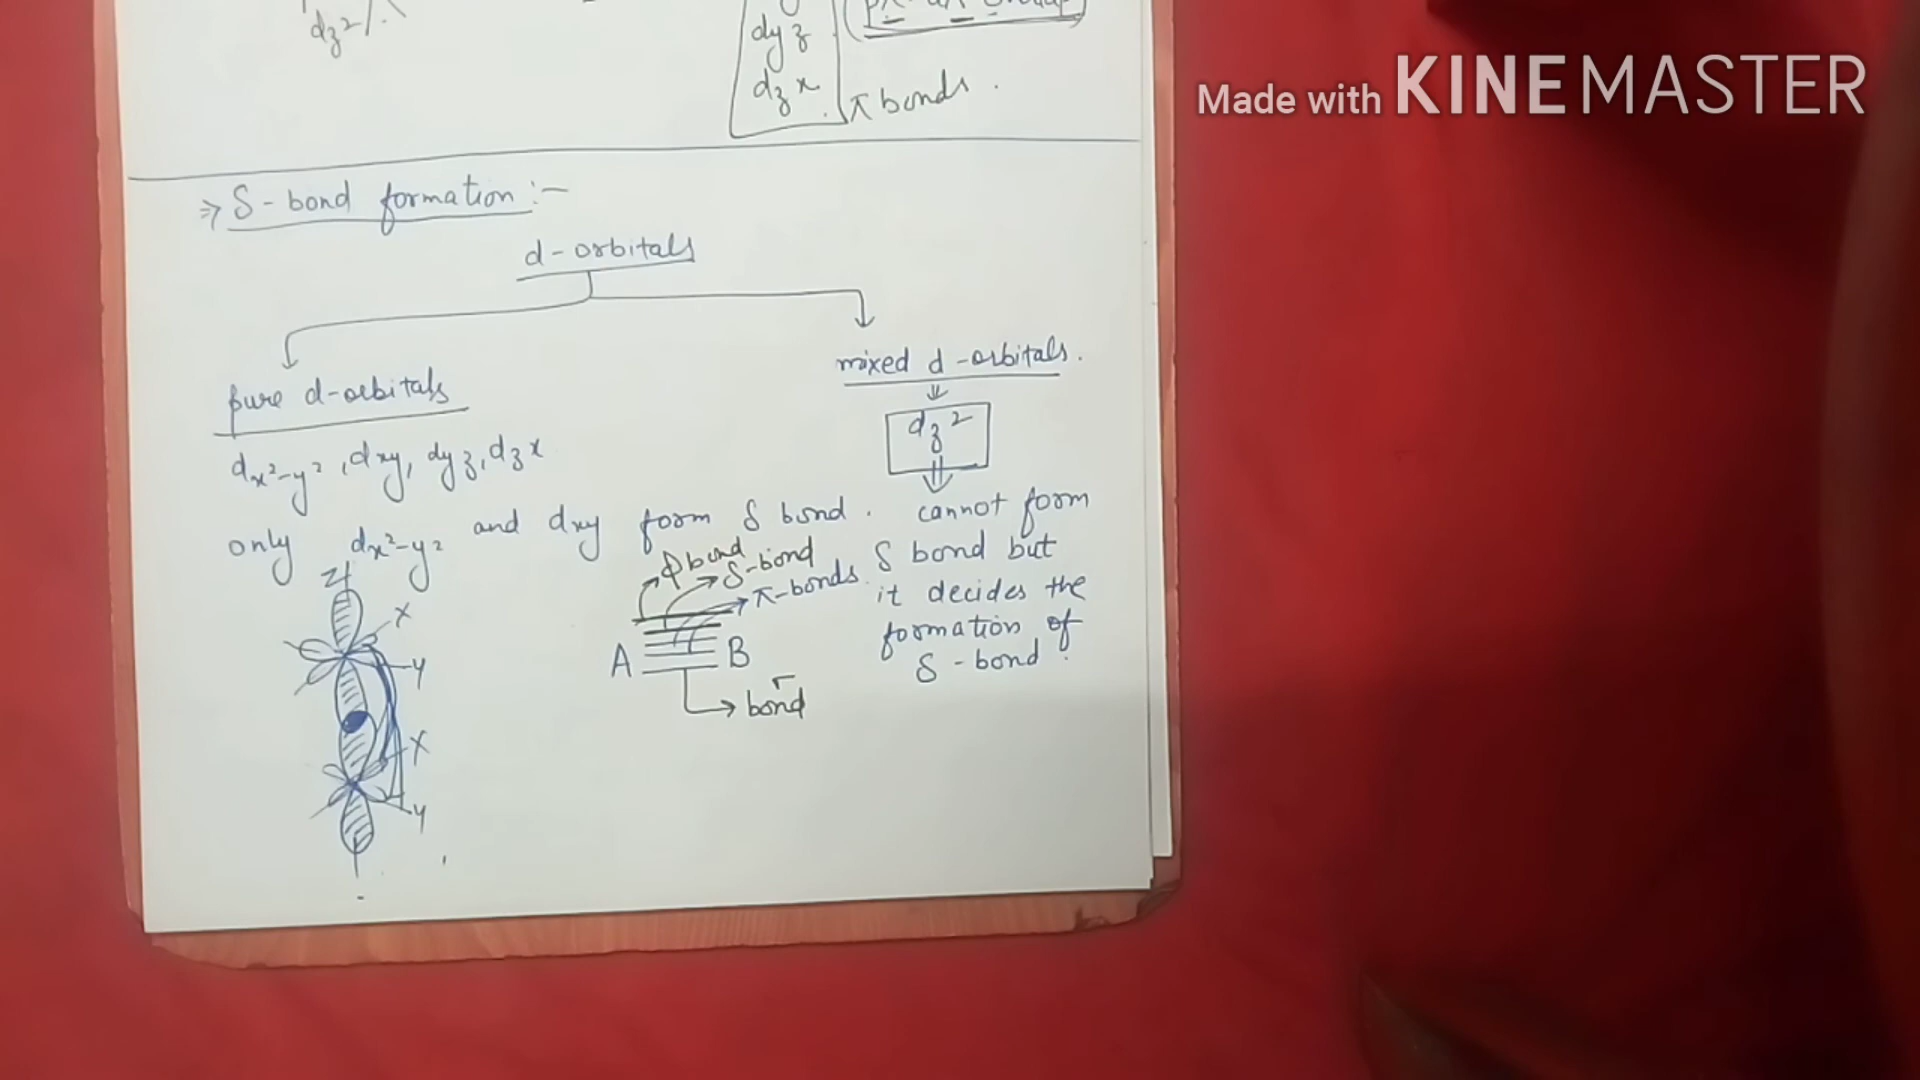 dz²
dyz
dzx
π bonds.
Made with KINEMASTER
⇒ δ-bond formation :-
d-orbitals
pure d-orbitals
mixed d-orbitals.
dx²-y², dxy, dyz, dzx
dz²
only dx²-y² and dxy form δ bond.
cannot form
δ bond but
it decides the
formation of
δ-bond.
φ bond
δ-bond
π-bonds
A B
σ
bond
Z
X
Y
X
Y